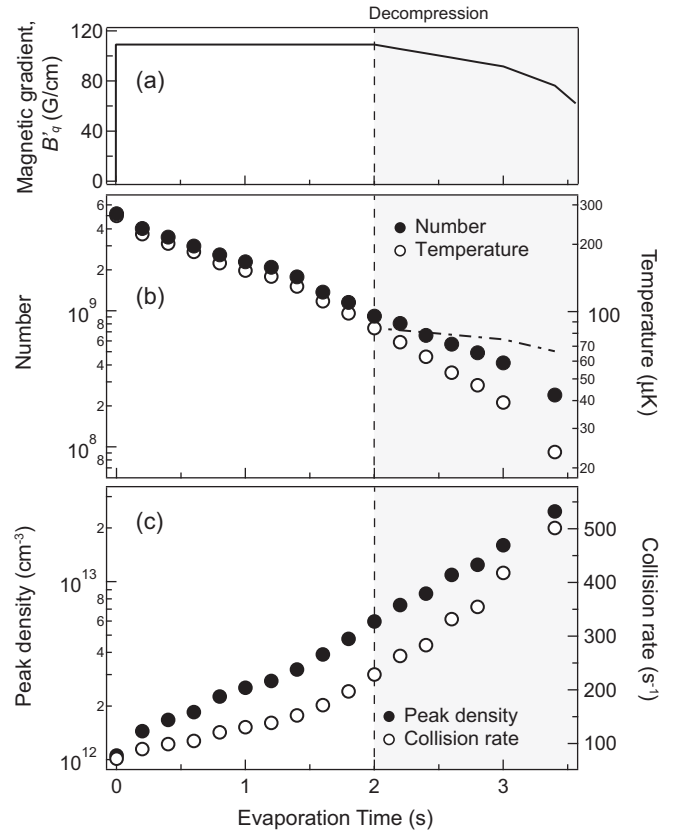 Decompression
Magnetic gradient,
B'q (G/cm)
120
80
40
0
(a)
Number
6
4
2
10⁹
8
6
4
2
10⁸
8
(b)
Number
Temperature
300
200
100
70
60
50
40
30
20
Temperature (μK)
Peak density (cm⁻³)
2
10¹³
8
6
4
2
10¹²
(c)
Peak density
Collision rate
500
400
300
200
100
Collision rate (s⁻¹)
0
1
2
3
Evaporation Time (s)